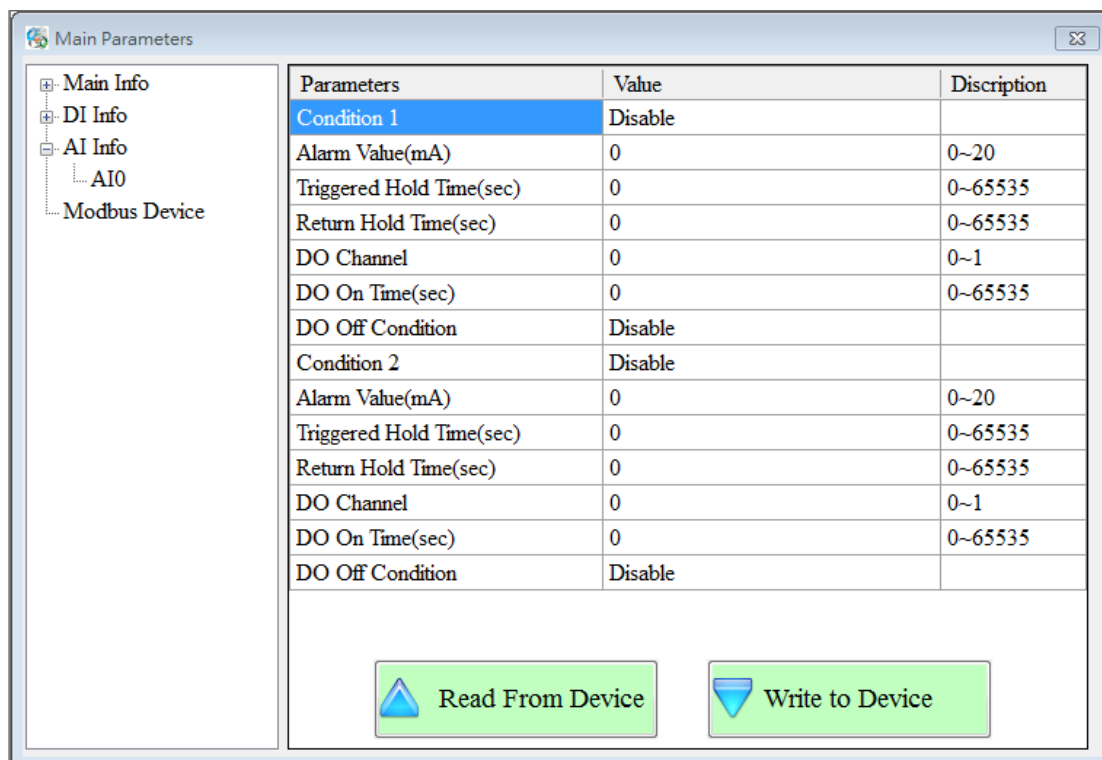 Main Parameters
Main Info
DI Info
AI Info
AI0
Modbus Device
Parameters Value Discription
Condition 1 Disable
Alarm Value(mA) 0 0~20
Triggered Hold Time(sec) 0 0~65535
Return Hold Time(sec) 0 0~65535
DO Channel 0 0~1
DO On Time(sec) 0 0~65535
DO Off Condition Disable
Condition 2 Disable
Alarm Value(mA) 0 0~20
Triggered Hold Time(sec) 0 0~65535
Return Hold Time(sec) 0 0~65535
DO Channel 0 0~1
DO On Time(sec) 0 0~65535
DO Off Condition Disable
Read From Device Write to Device